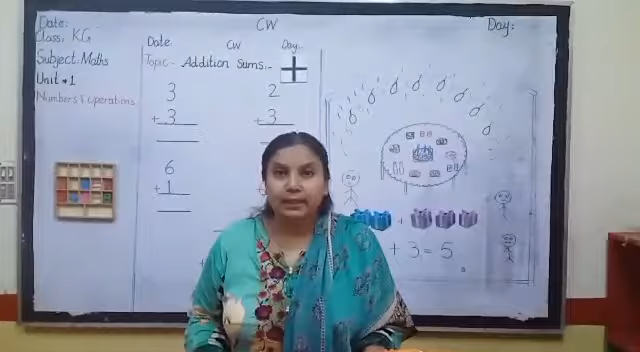 Date:
Class: KG
Subject: Maths
Unit #1
Numbers & operations
CW
Date:
CW
Day:-
Topic:- Addition Sums:- +
3
+ 3
2
+ 3
6
+ 1
Day:
+
+ 3 = 5